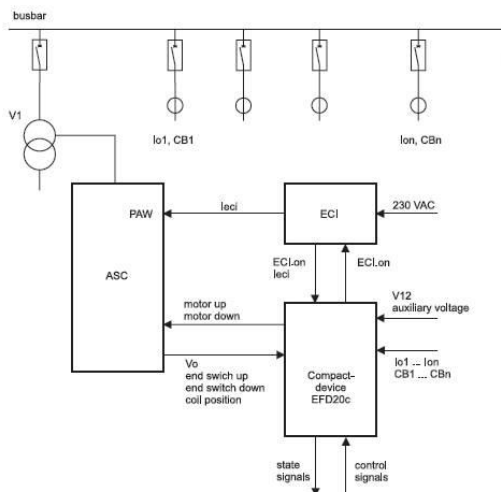 busbar
V1
Io1, CB1
Ion, CBn
PAW
Ieci
ECI
230 VAC
ASC
ECI.on
Ieci
ECI.on
motor up
motor down
V12
auxiliary voltage
Vo
end swich up
end switch down
coil position
Compact-
device
EFD20c
Io1 ... Ion
CB1 ... CBn
state
signals
control
signals